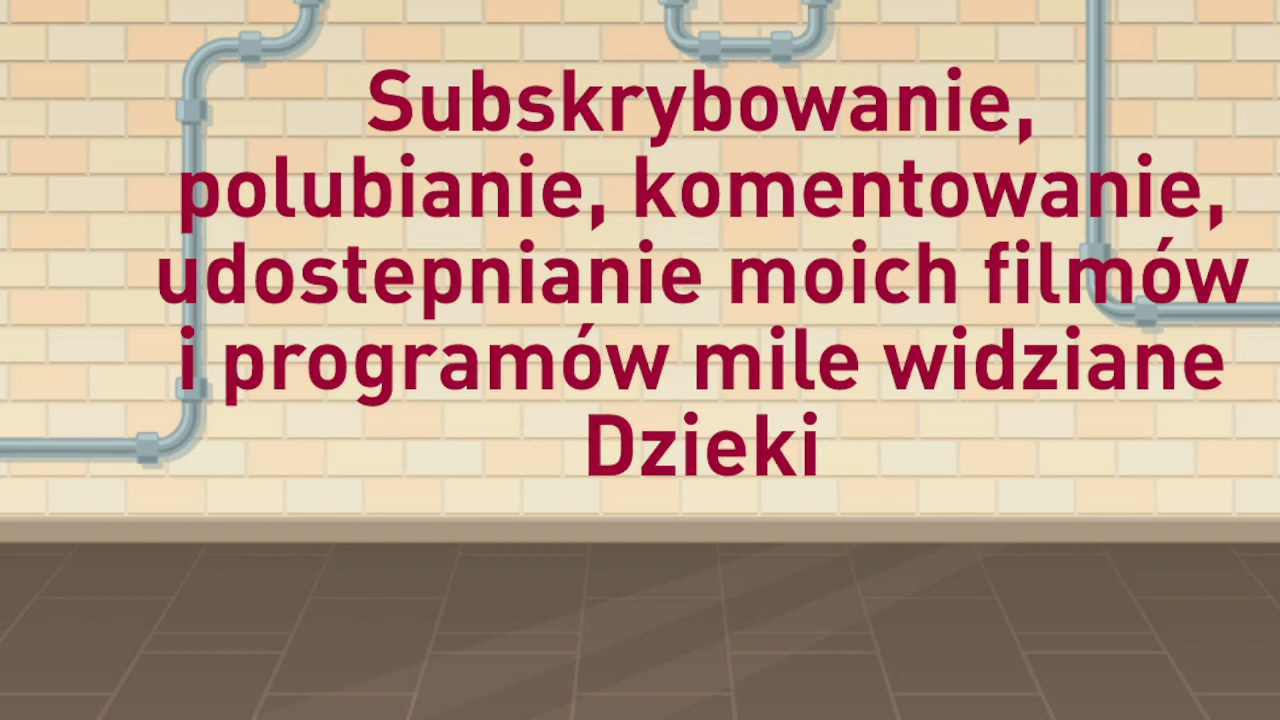 Subskrybowanie,
polubianie, komentowanie,
udostepnianie moich filmów
i programów mile widziane
Dzieki